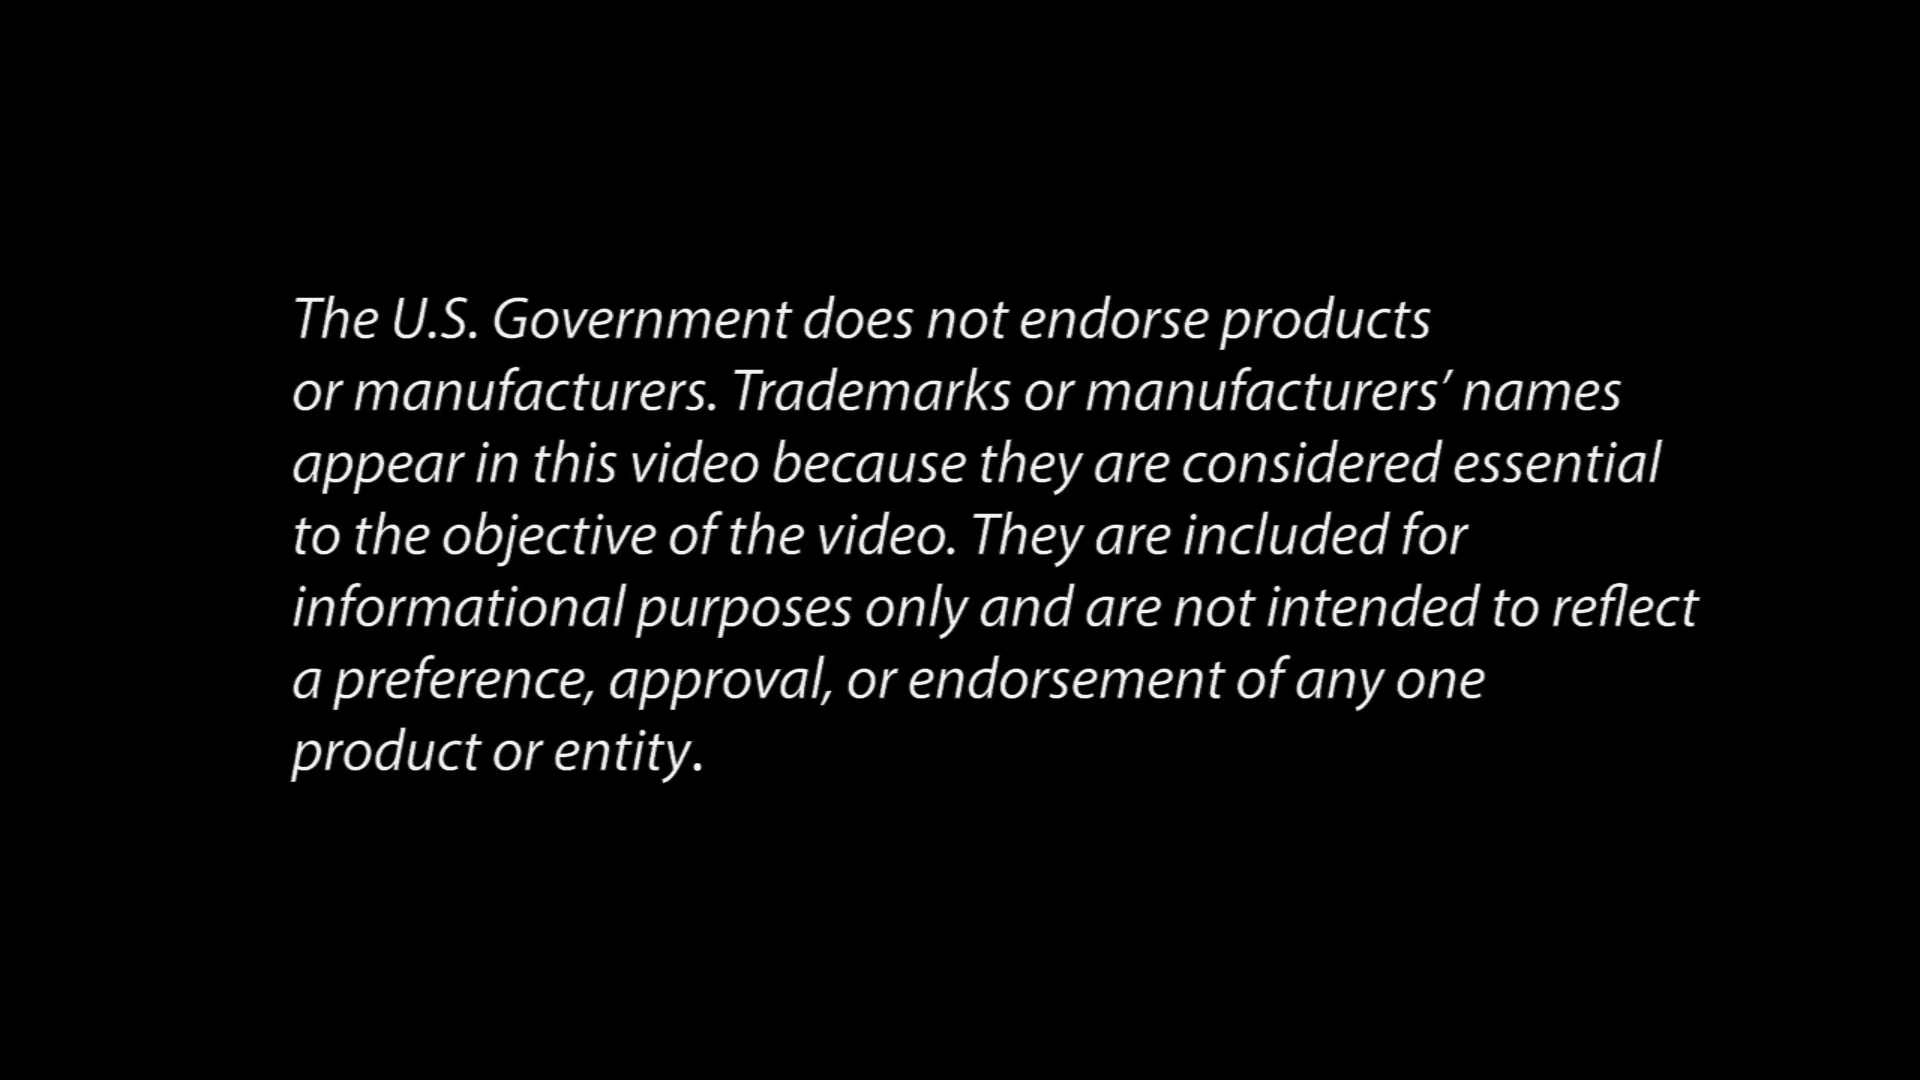 The U.S. Government does not endorse products
or manufacturers. Trademarks or manufacturers’ names
appear in this video because they are considered essential
to the objective of the video. They are included for
informational purposes only and are not intended to reflect
a preference, approval, or endorsement of any one
product or entity.